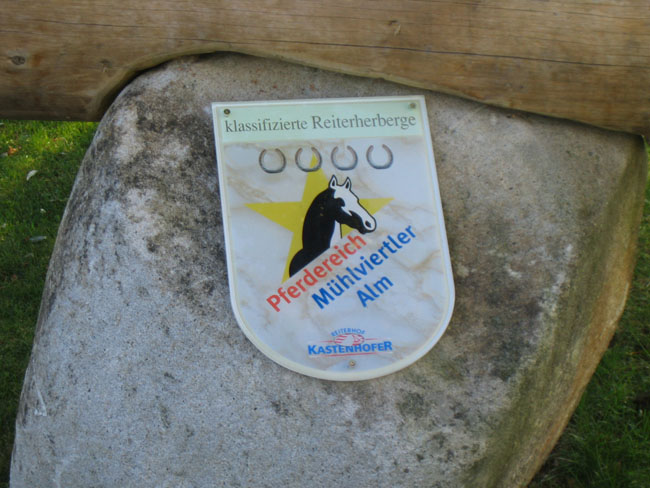 klassifizierte Reiterherberge
Pferdereich
Mühlviertler
Alm
REITERHOF
KASTENHOFER